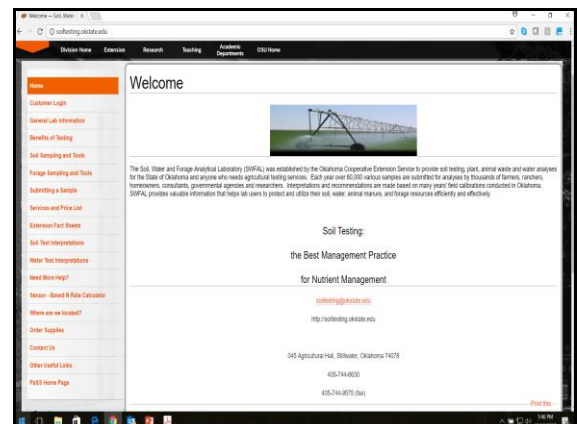 Welcome — Soil, Water
soiltesting.okstate.edu
Division Home Extension Research Teaching Academic Departments OSU Home
Home
Customer Login
General Lab Information
Benefits of Testing
Soil Sampling and Tools
Forage Sampling and Tools
Submitting a Sample
Services and Price List
Extension Fact Sheets
Soil Test Interpretations
Water Test Interpretations
Need More Help?
Sensor - Based N Rate Calculator
Where are we located?
Order Supplies
Contact Us
Other Useful Links
PaSS Home Page
Welcome
The Soil, Water and Forage Analytical Laboratory (SWFAL) was established by the Oklahoma Cooperative Extension Service to provide soil testing, plant, animal waste and water analyses
for the State of Oklahoma and anyone who needs agricultural testing services. Each year over 60,000 various samples are submitted for analyses by thousands of farmers, ranchers,
homeowners, consultants, governmental agencies and researchers. Interpretations and recommendations are made based on many years' field calibrations conducted in Oklahoma.
SWFAL provides valuable information that helps lab users to protect and utilize their soil, water, animal manure, and forage resources efficiently and effectively.
Soil Testing:
the Best Management Practice
for Nutrient Management
soiltesting@okstate.edu
http://soiltesting.okstate.edu
045 Agricultural Hall, Stillwater, Oklahoma 74078
405-744-6630
405-744-9575 (fax)
Print this
1:46 PM